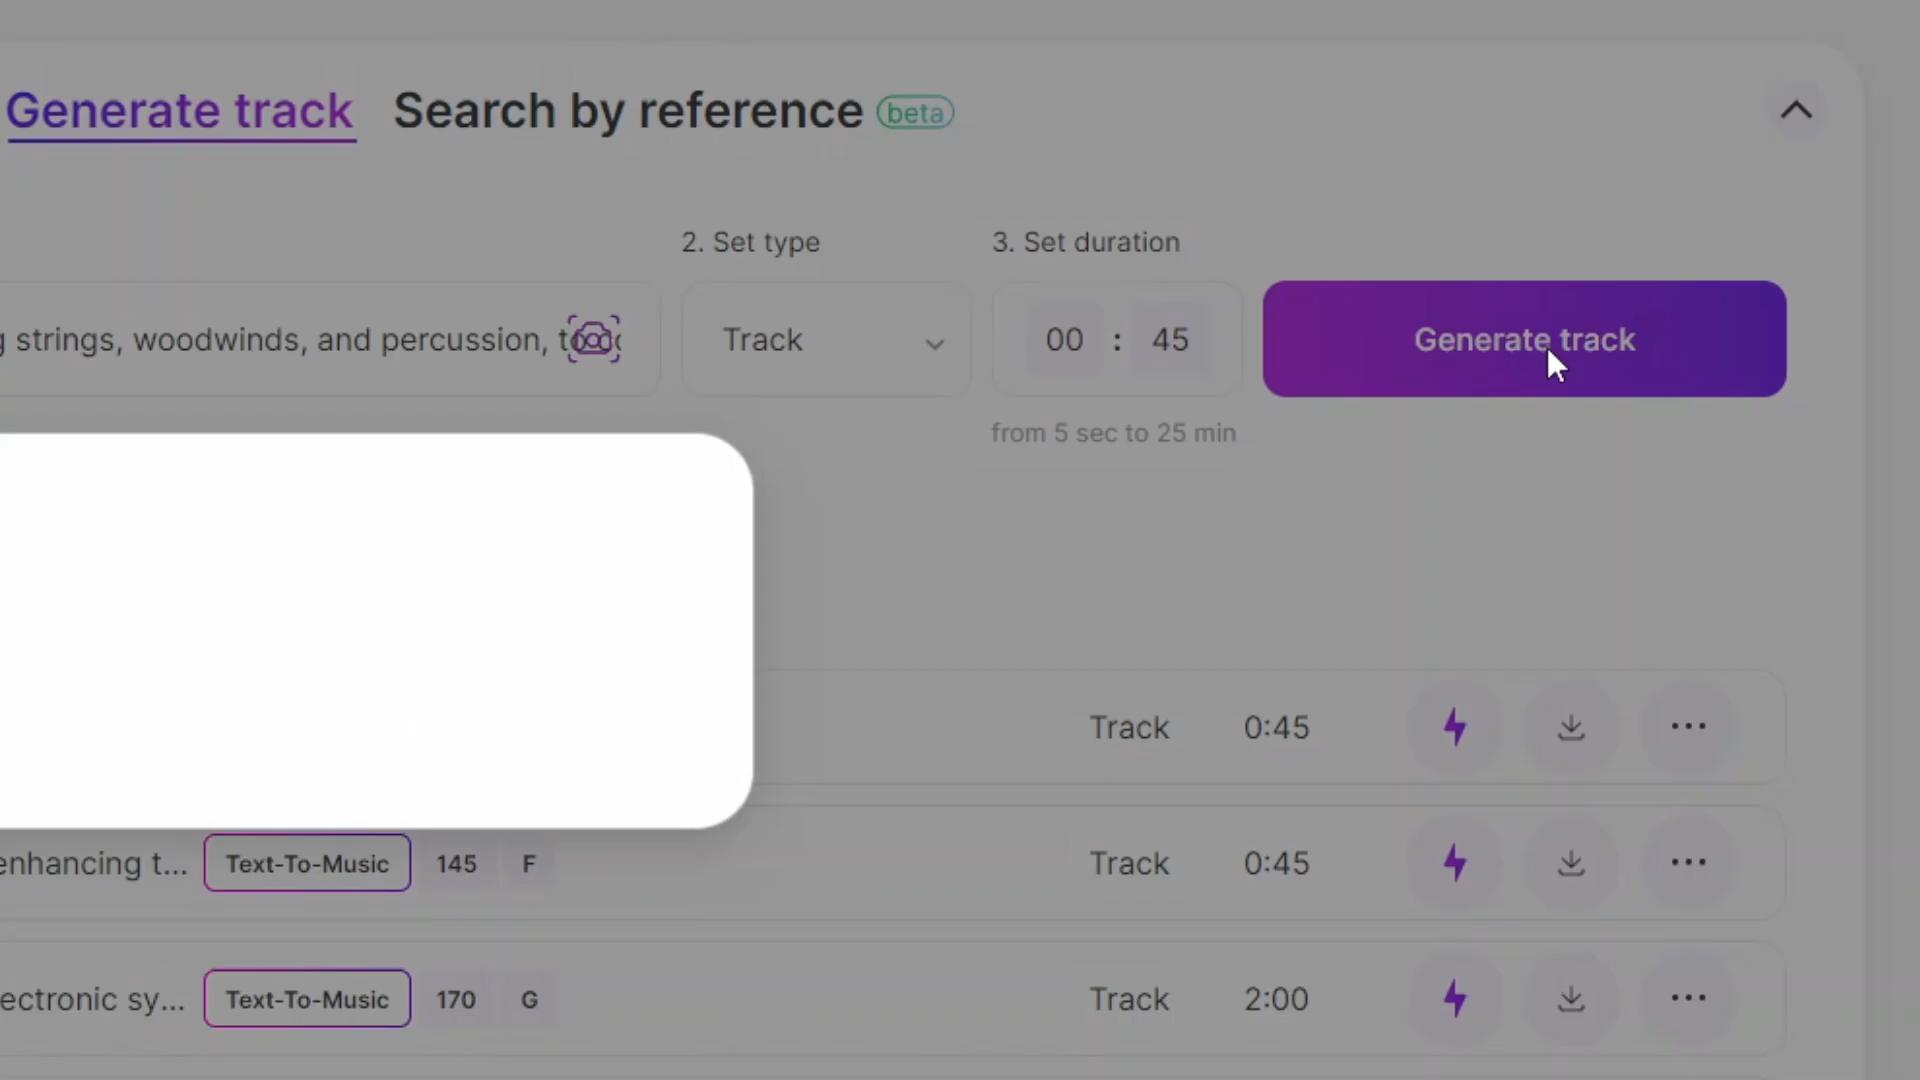 Generate track Search by reference beta
2. Set type 3. Set duration
g strings, woodwinds, and percussion, to Track 00 : 45 Generate track
from 5 sec to 25 min
Track 0:45
enhancing t... Text-To-Music 145 F Track 0:45
ectronic sy... Text-To-Music 170 G Track 2:00